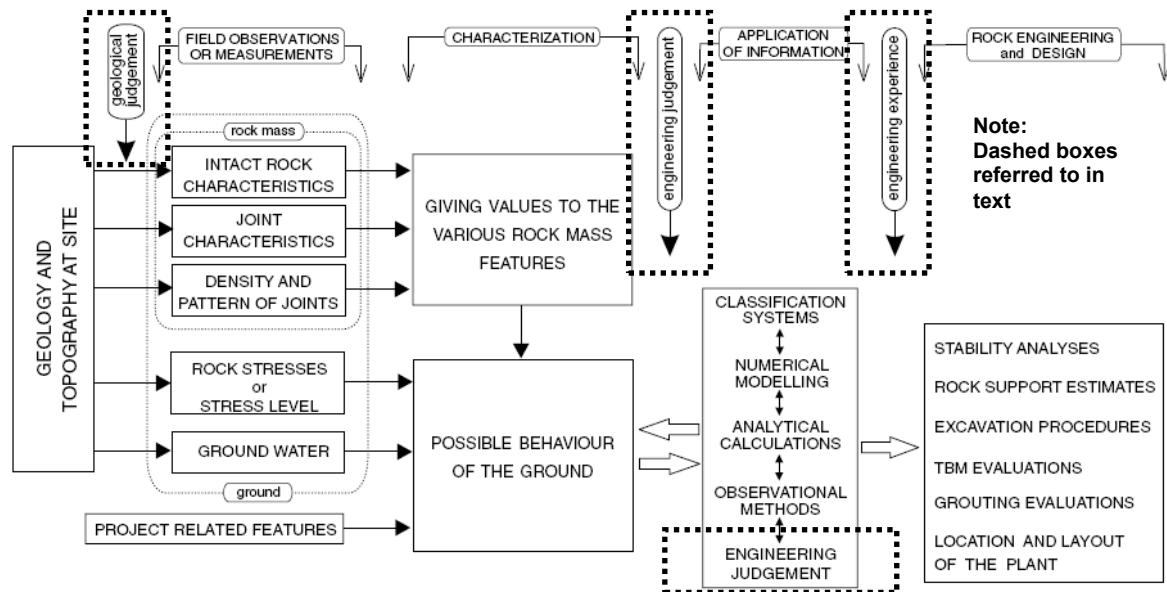 geological
judgement
FIELD OBSERVATIONS
OR MEASUREMENTS
CHARACTERIZATION
engineering judgement
APPLICATION
OF INFORMATION
engineering experience
ROCK ENGINEERING
and DESIGN
Note:
Dashed boxes
referred to in
text
GEOLOGY AND
TOPOGRAPHY AT SITE
rock mass
INTACT ROCK
CHARACTERISTICS
JOINT
CHARACTERISTICS
DENSITY AND
PATTERN OF JOINTS
ROCK STRESSES
or
STRESS LEVEL
GROUND WATER
ground
PROJECT RELATED FEATURES
GIVING VALUES TO THE
VARIOUS ROCK MASS
FEATURES
POSSIBLE BEHAVIOUR
OF THE GROUND
CLASSIFICATION
SYSTEMS
NUMERICAL
MODELLING
ANALYTICAL
CALCULATIONS
OBSERVATIONAL
METHODS
ENGINEERING
JUDGEMENT
STABILITY ANALYSES
ROCK SUPPORT ESTIMATES
EXCAVATION PROCEDURES
TBM EVALUATIONS
GROUTING EVALUATIONS
LOCATION AND LAYOUT
OF THE PLANT